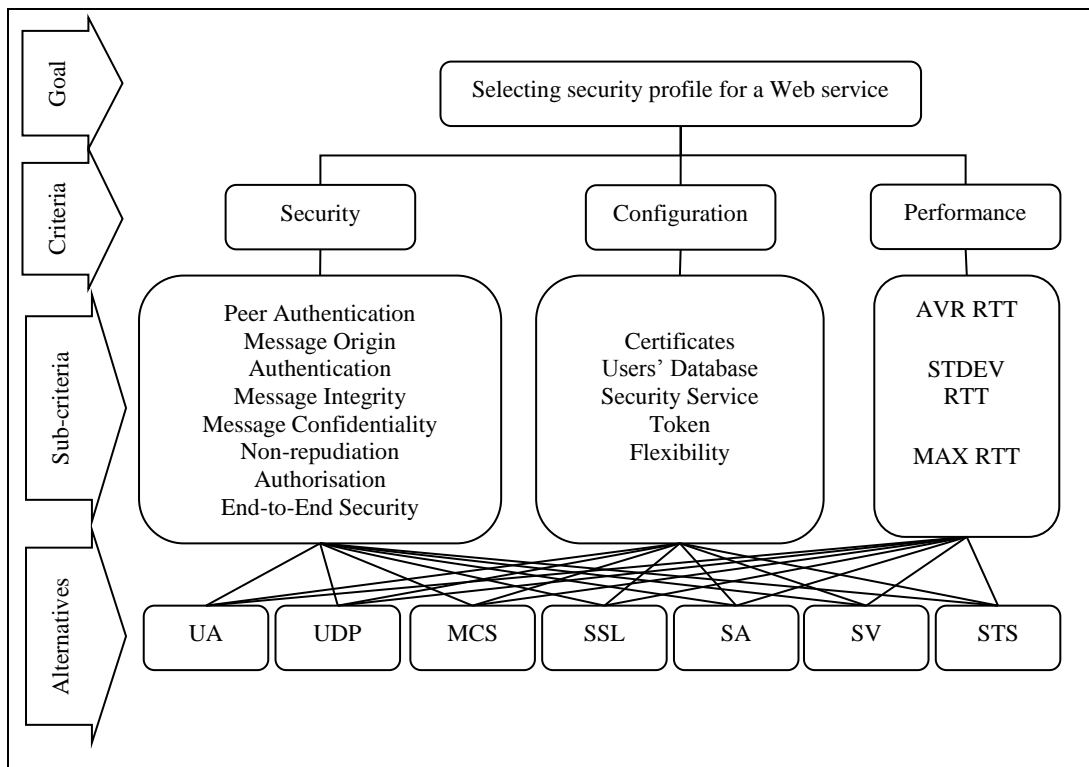 Goal
Selecting security profile for a Web service
Criteria
Security
Configuration
Performance
Sub-criteria
Peer Authentication
Message Origin
Authentication
Message Integrity
Message Confidentiality
Non-repudiation
Authorisation
End-to-End Security
Certificates
Users’ Database
Security Service
Token
Flexibility
AVR RTT
STDEV
RTT
MAX RTT
Alternatives
UA
UDP
MCS
SSL
SA
SV
STS